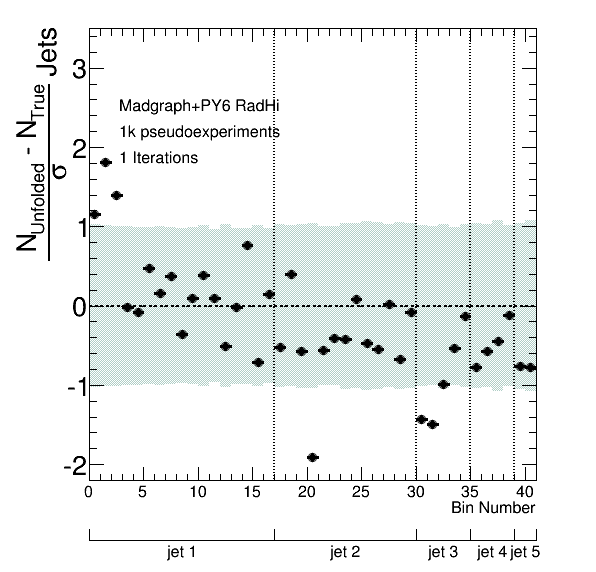 N_Unfolded - N_True Jets
σ
3
2
1
0
-1
-2
Madgraph+PY6 RadHi
1k pseudoexperiments
1 Iterations
0 5 10 15 20 25 30 35 40
Bin Number
jet 1 jet 2 jet 3 jet 4 jet 5